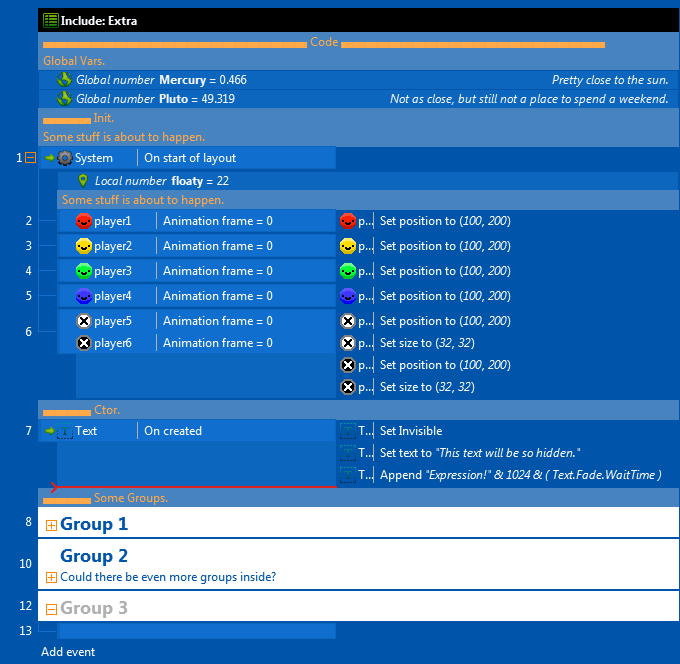 Include: Extra
Code
Global Vars.
Global number Mercury = 0.466 Pretty close to the sun.
Global number Pluto = 49.319 Not as close, but still not a place to spend a weekend.
Init.
Some stuff is about to happen.
1 System On start of layout
Local number floaty = 22
Some stuff is about to happen.
2 player1 Animation frame = 0 p... Set position to (100, 200)
3 player2 Animation frame = 0 p... Set position to (100, 200)
4 player3 Animation frame = 0 p... Set position to (100, 200)
5 player4 Animation frame = 0 p... Set position to (100, 200)
6 player5 Animation frame = 0 p... Set position to (100, 200)
player6 Animation frame = 0 p... Set size to (32, 32)
p... Set position to (100, 200)
p... Set size to (32, 32)
Ctor.
7 T Text On created T... Set Invisible
T... Set text to "This text will be so hidden."
T... Append "Expression!" & 1024 & ( Text.Fade.WaitTime )
Some Groups.
8 Group 1
10 Group 2
Could there be even more groups inside?
12 Group 3
13
Add event